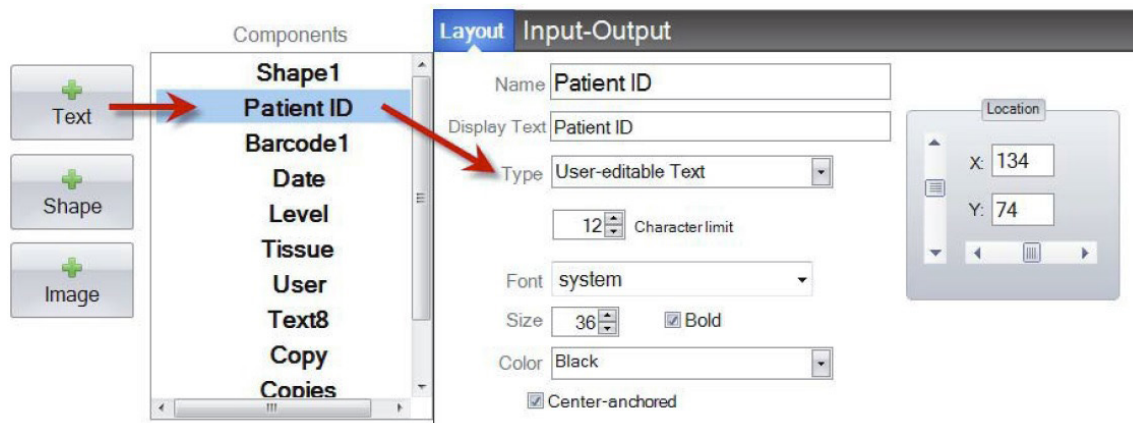 Components
Text
Shape
Image
Shape1
Patient ID
Barcode1
Date
Level
Tissue
User
Text8
Copy
Copies
Layout Input-Output
Name Patient ID
Display Text Patient ID
Type User-editable Text
12 Character limit
Font system
Size 36 Bold
Color Black
Center-anchored
Location
X: 134
Y: 74